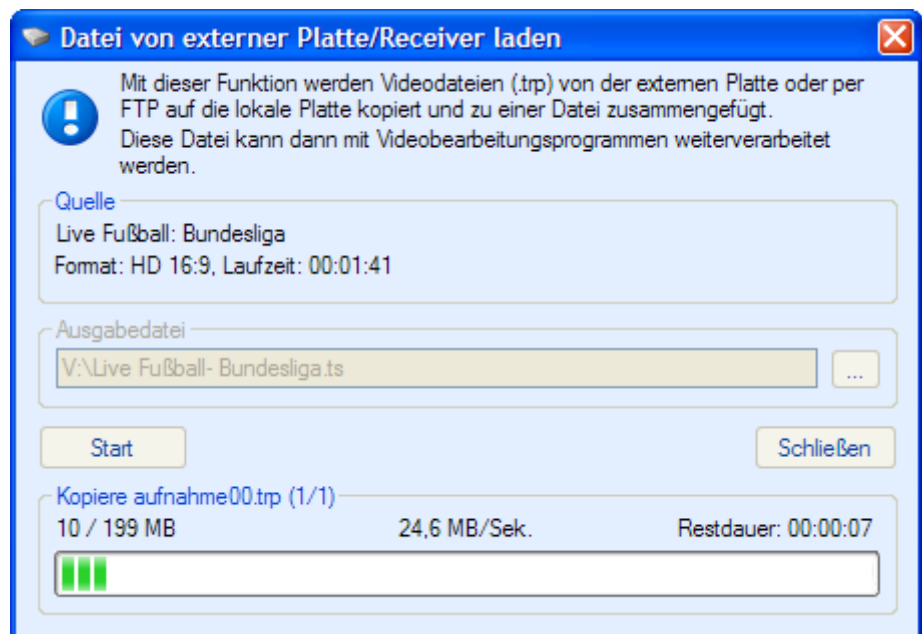 Datei von externer Platte/Receiver laden
Mit dieser Funktion werden Videodateien (.trp) von der externen Platte oder per
FTP auf die lokale Platte kopiert und zu einer Datei zusammengefügt.
Diese Datei kann dann mit Videobearbeitungsprogrammen weiterverarbeitet
werden.
Quelle
Live Fußball: Bundesliga
Format: HD 16:9, Laufzeit: 00:01:41
Ausgabedatei
V:\Live Fußball- Bundesliga.ts
...
Start
Schließen
Kopiere aufnahme00.trp (1/1)
10 / 199 MB 24,6 MB/Sek. Restdauer: 00:00:07